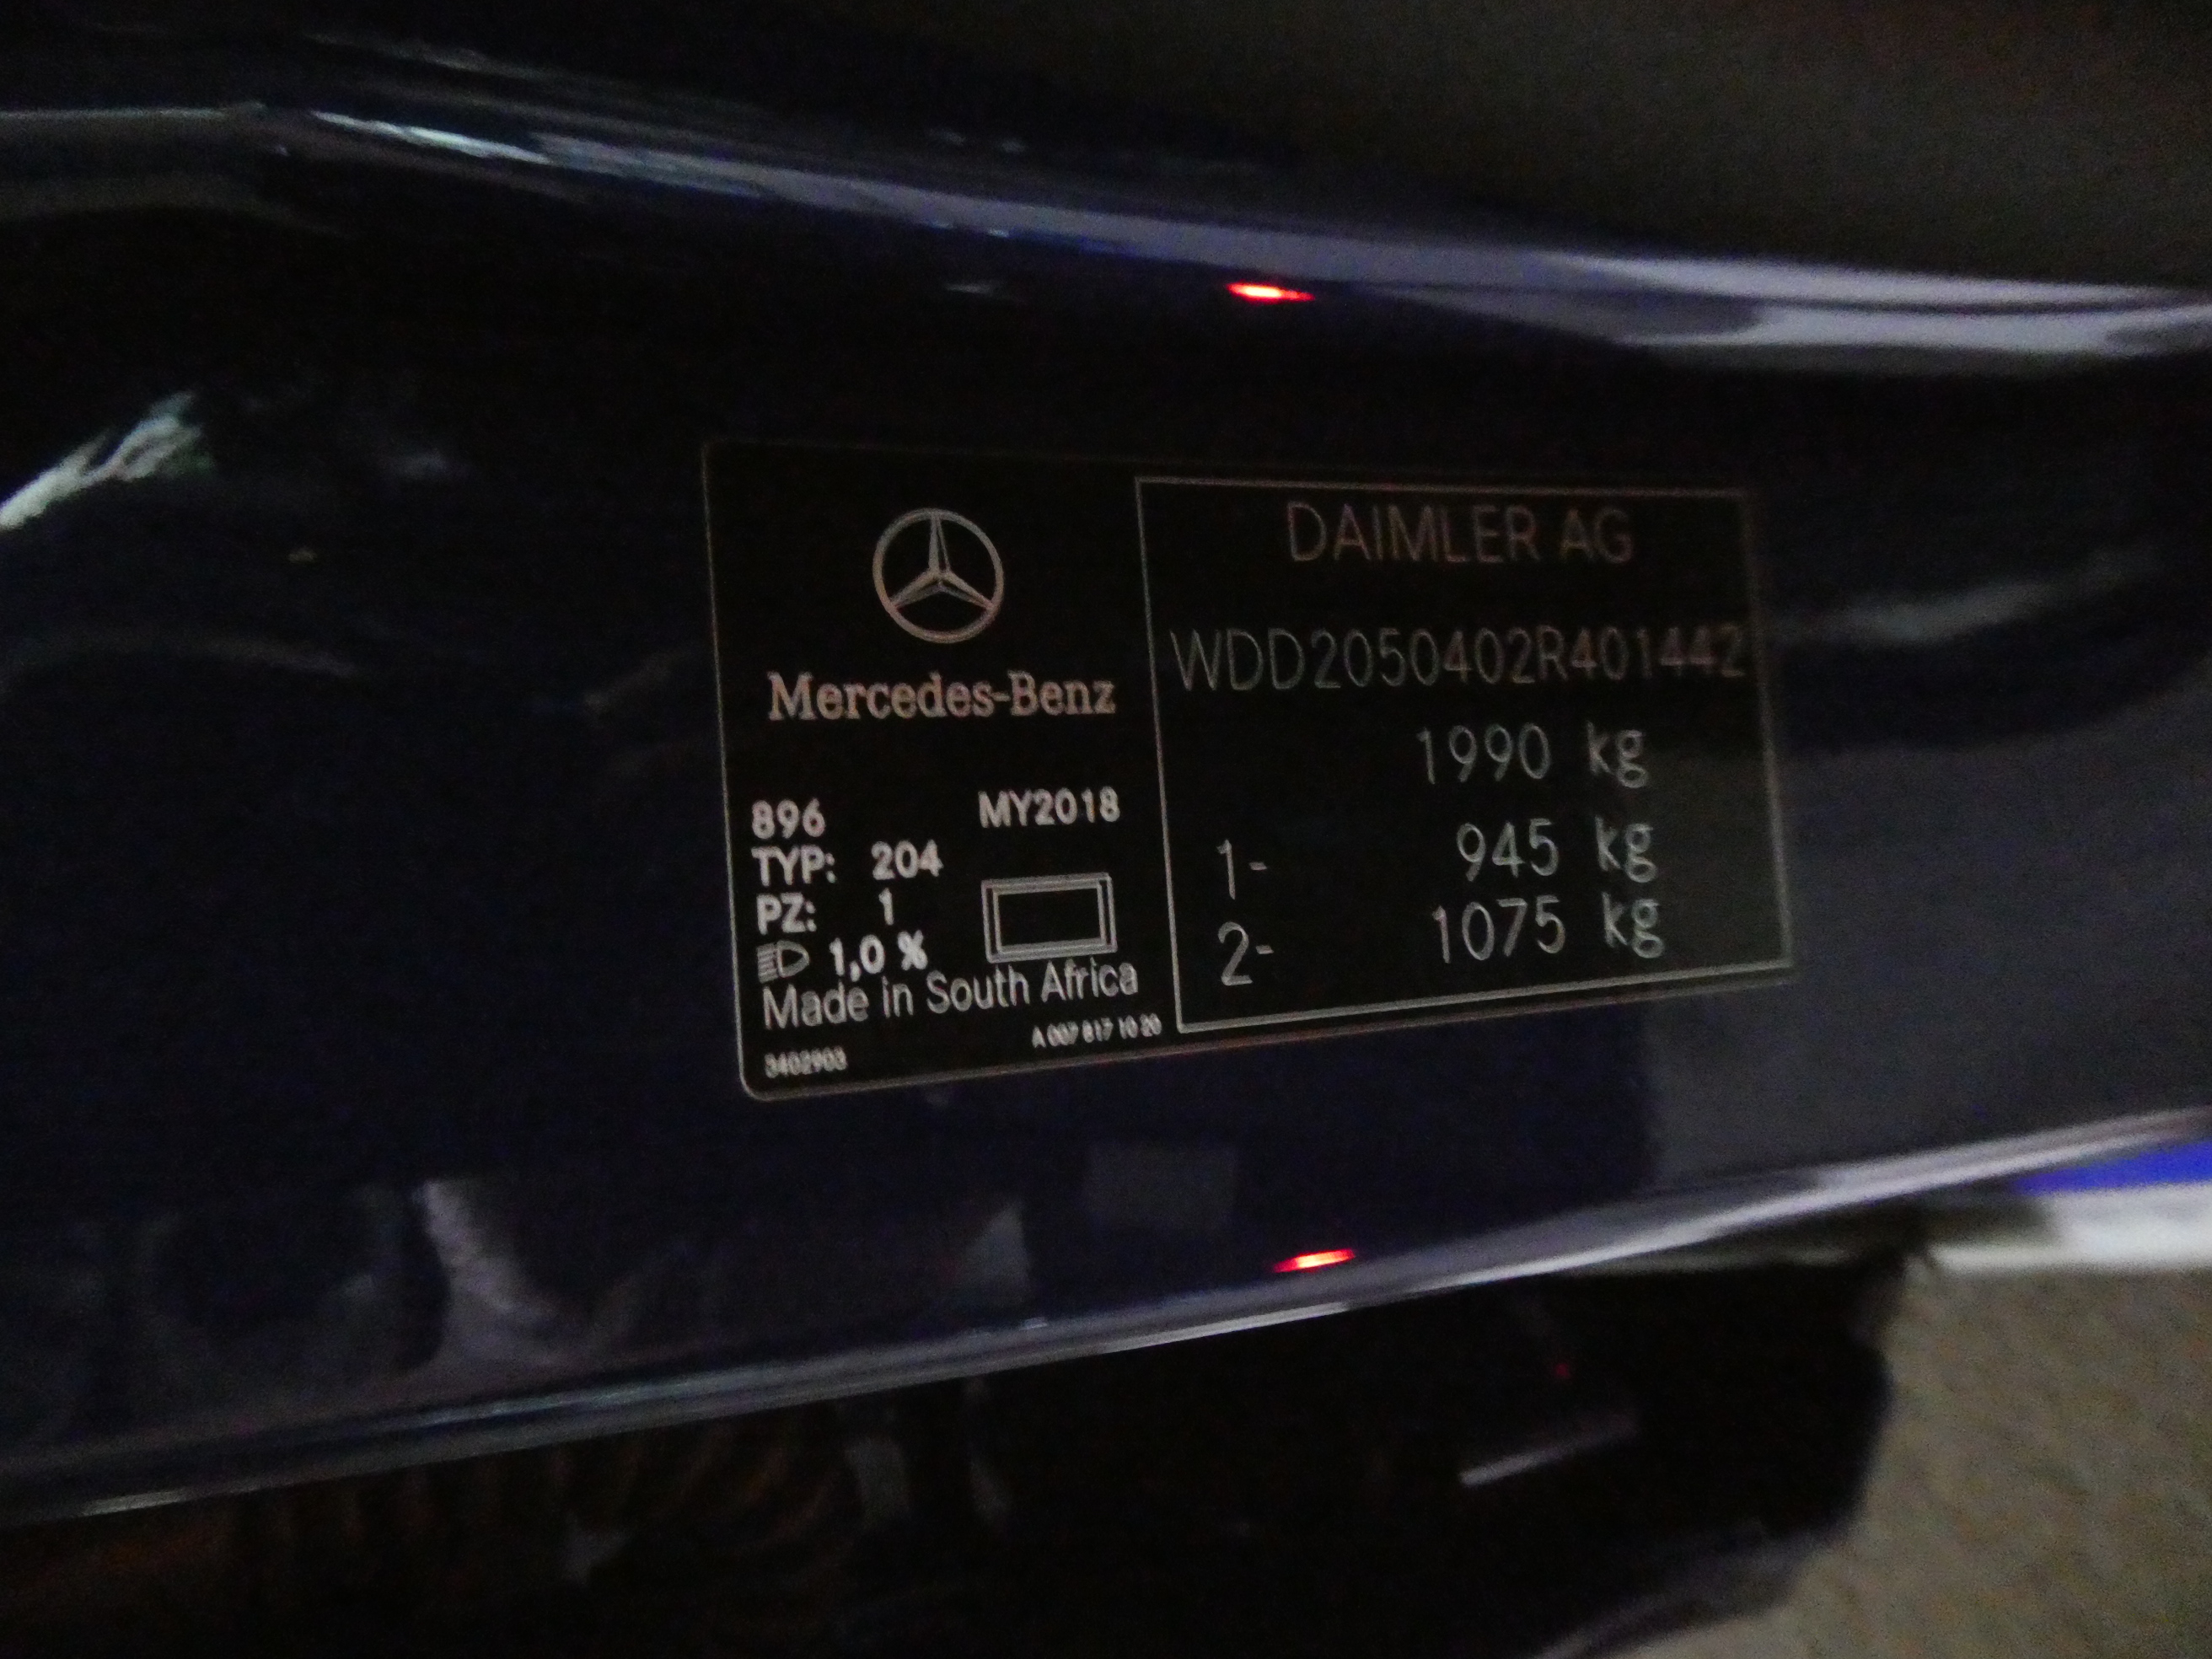 Mercedes-Benz
896 MY2018
TYP: 204
PZ: 1
1,0 %
Made in South Africa
A 007 817 10 20
3402903
DAIMLER AG
WDD2050402R401442
1990 kg
1- 945 kg
2- 1075 kg